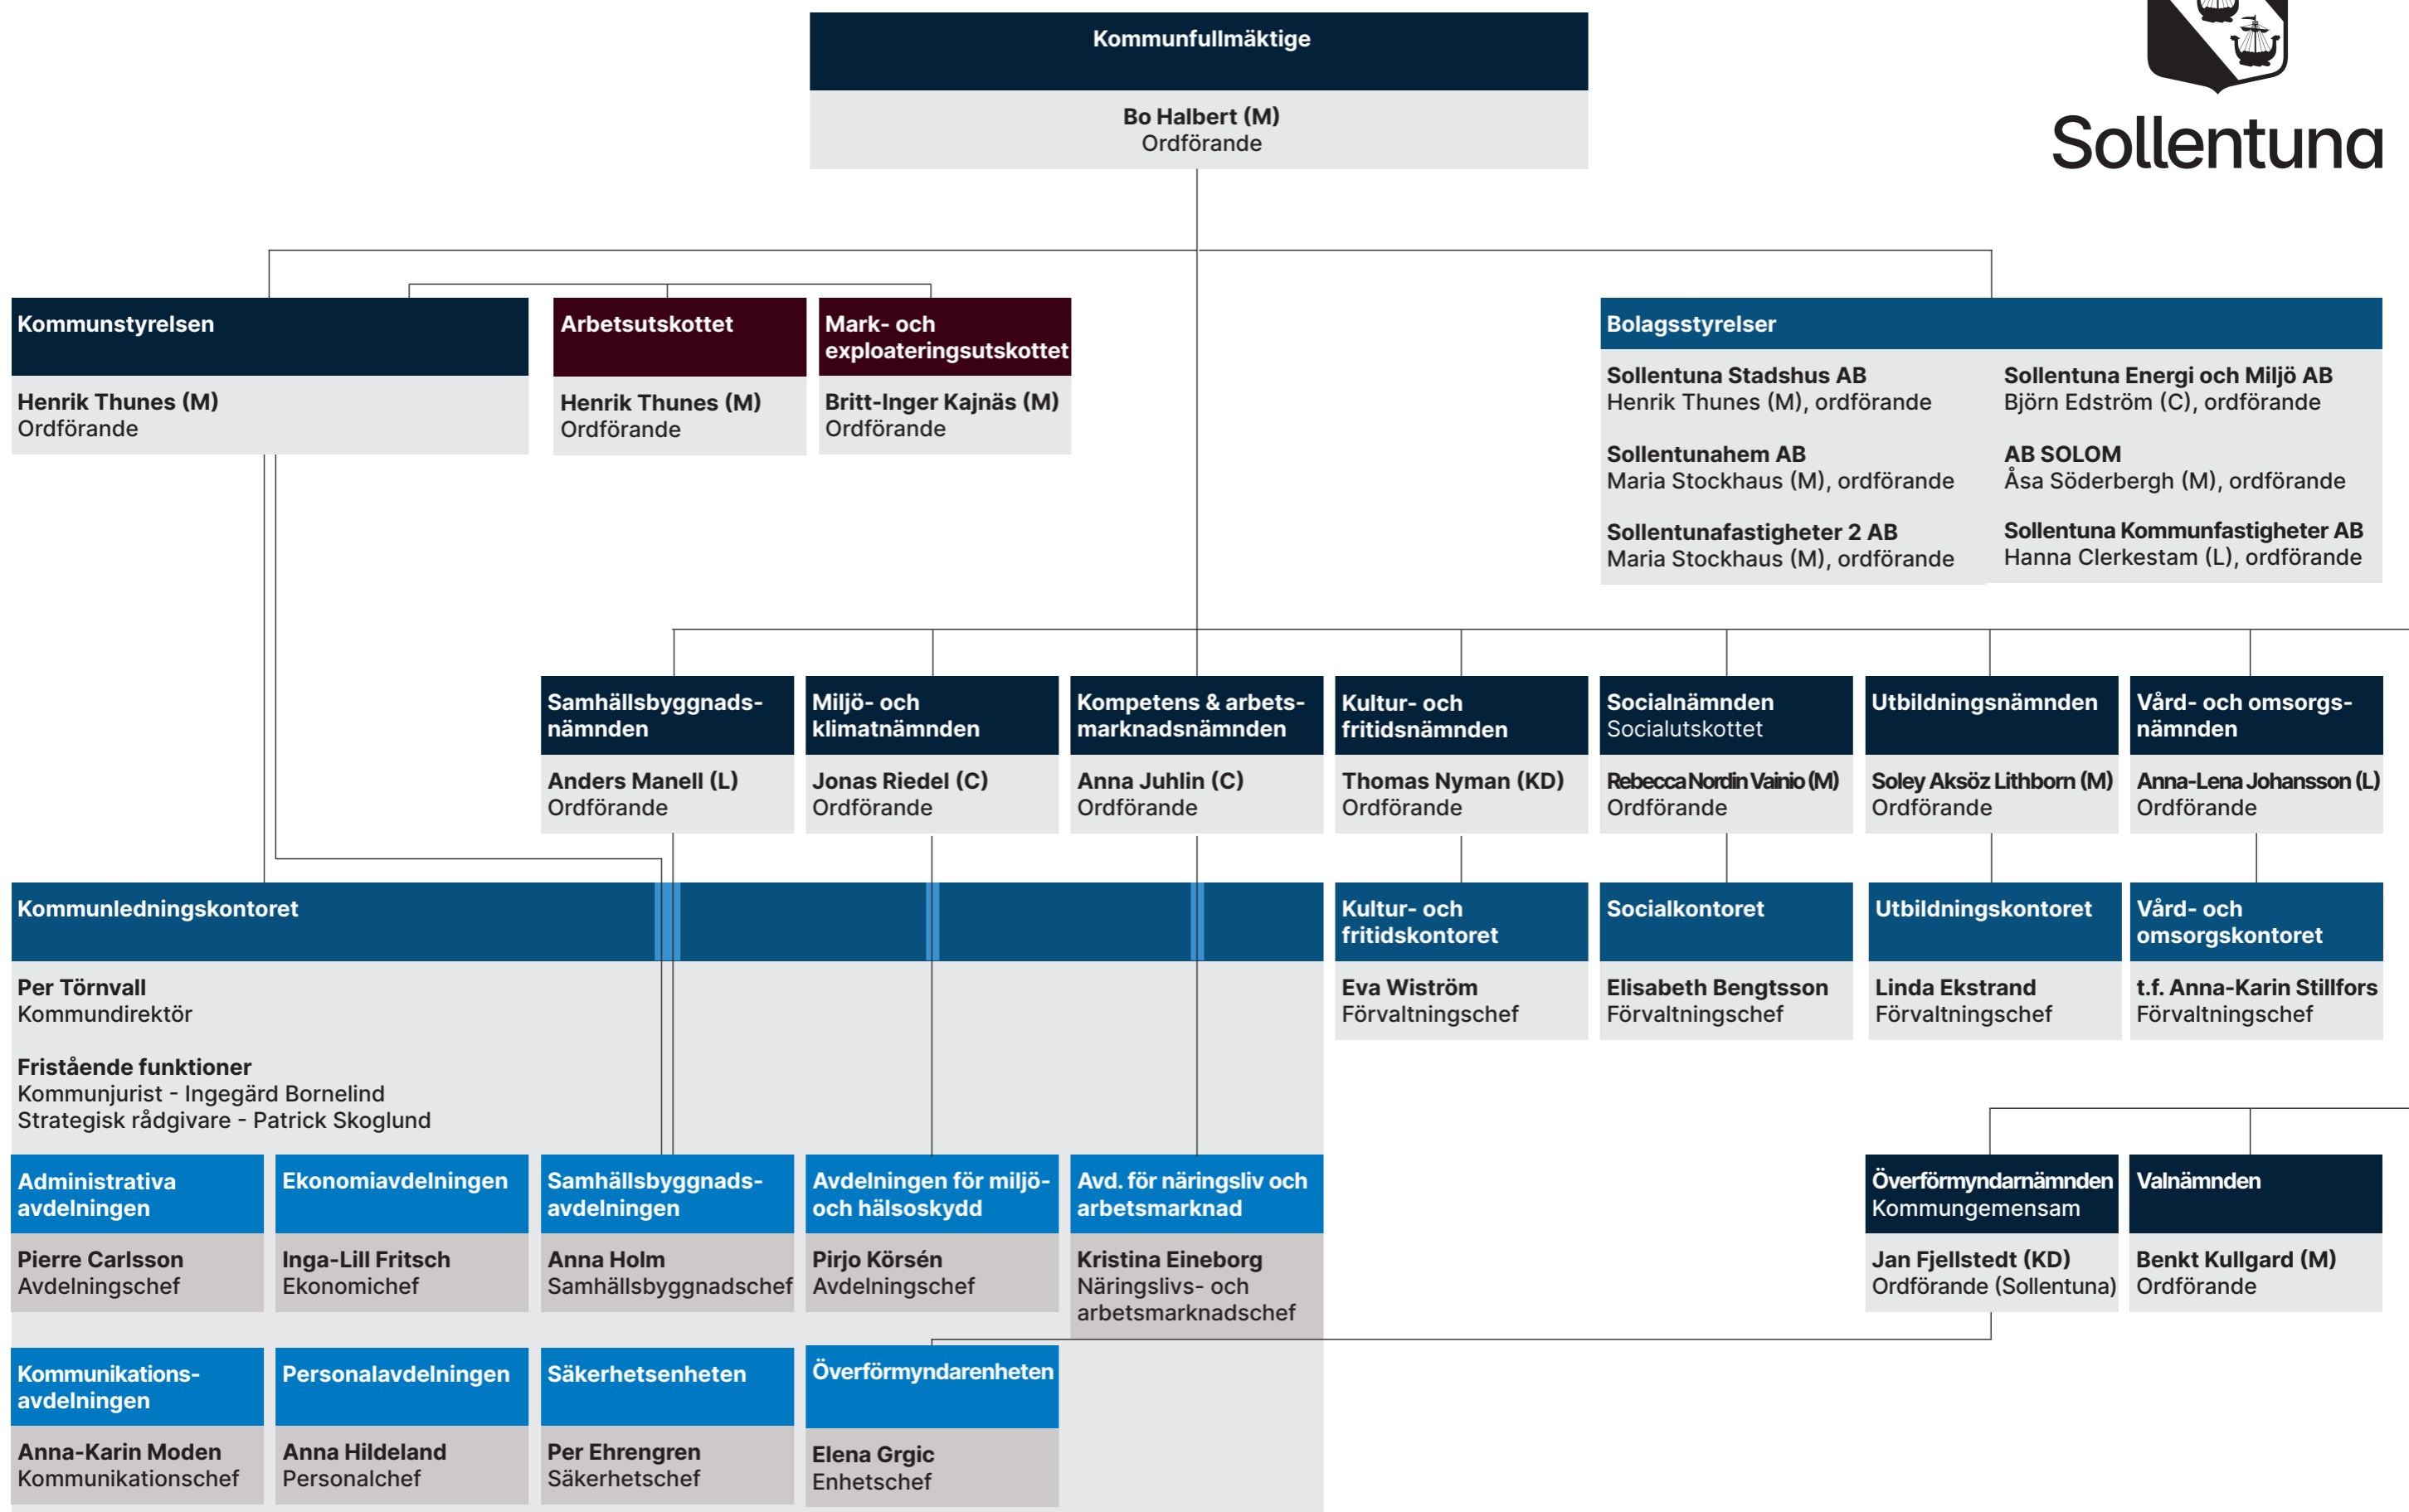 Kommunfullmäktige
Bo Halbert (M)
Ordförande
Sollentuna
Kommunstyrelsen
Henrik Thunes (M)
Ordförande
Arbetsutskottet
Henrik Thunes (M)
Ordförande
Mark- och
exploateringsutskottet
Britt-Inger Kajnäs (M)
Ordförande
Bolagsstyrelser
Sollentuna Stadshus AB
Henrik Thunes (M), ordförande
Sollentunahem AB
Maria Stockhaus (M), ordförande
Sollentunafastigheter 2 AB
Maria Stockhaus (M), ordförande
Sollentuna Energi och Miljö AB
Björn Edström (C), ordförande
AB SOLOM
Åsa Söderbergh (M), ordförande
Sollentuna Kommunfastigheter AB
Hanna Clerkestam (L), ordförande
Samhällsbyggnads-
nämnden
Anders Manell (L)
Ordförande
Miljö- och
klimatnämnden
Jonas Riedel (C)
Ordförande
Kompetens & arbets-
marknadsnämnden
Anna Juhlin (C)
Ordförande
Kultur- och
fritidsnämnden
Thomas Nyman (KD)
Ordförande
Socialnämnden
Socialutskottet
Rebecca Nordin Vainio (M)
Ordförande
Utbildningsnämnden
Soley Aksöz Lithborn (M)
Ordförande
Vård- och omsorgs-
nämnden
Anna-Lena Johansson (L)
Ordförande
Kommunledningskontoret
Per Törnvall
Kommundirektör
Fristående funktioner
Kommunjurist - Ingegärd Bornelind
Strategisk rådgivare - Patrick Skoglund
Kultur- och
fritidskontoret
Eva Wiström
Förvaltningschef
Socialkontoret
Elisabeth Bengtsson
Förvaltningschef
Utbildningskontoret
Linda Ekstrand
Förvaltningschef
Vård- och
omsorgskontoret
t.f. Anna-Karin Stillfors
Förvaltningschef
Administrativa
avdelningen
Pierre Carlsson
Avdelningschef
Ekonomiavdelningen
Inga-Lill Fritsch
Ekonomichef
Samhällsbyggnads-
avdelningen
Anna Holm
Samhällsbyggnadschef
Avdelningen för miljö-
och hälsoskydd
Pirjo Körsén
Avdelningschef
Avd. för näringsliv och
arbetsmarknad
Kristina Eineborg
Näringslivs- och
arbetsmarknadschef
Överförmyndarnämnden
Kommungemensam
Jan Fjellstedt (KD)
Ordförande (Sollentuna)
Valnämnden
Benkt Kullgard (M)
Ordförande
Kommunikations-
avdelningen
Anna-Karin Moden
Kommunikationschef
Personalavdelningen
Anna Hildeland
Personalchef
Säkerhetsenheten
Per Ehrengren
Säkerhetschef
Överförmyndarenheten
Elena Grgic
Enhetschef